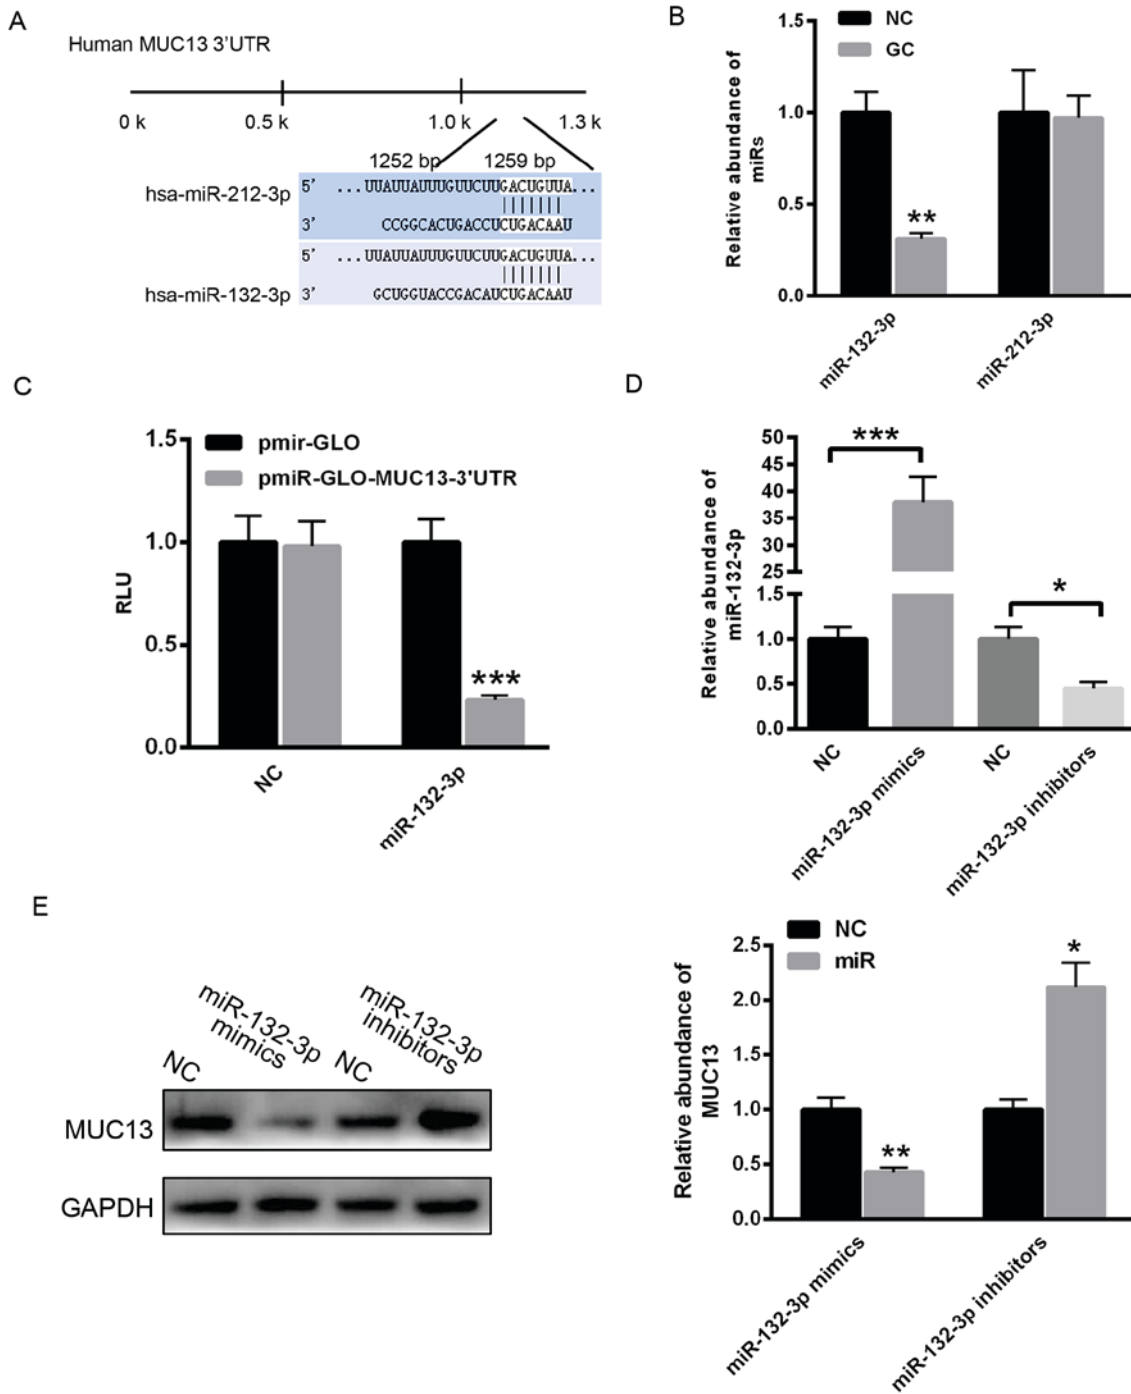 A
Human MUC13 3'UTR
0 k 0.5 k 1.0 k 1.3 k
1252 bp 1259 bp
hsa-miR-212-3p
5' ...UUAUUAUUUGUUCUUGACUGUUA...
3' CCGGCACUGACCUCUGACAAU
hsa-miR-132-3p
5' ...UUAUUAUUUGUUCUUGACUGUUA...
3' GCUGGUACCGACAUCUGACAAU
B
NC
GC
Relative abundance of
miRs
1.5
1.0
0.5
0.0
**
miR-132-3p
miR-212-3p
C
pmir-GLO
pmiR-GLO-MUC13-3'UTR
RLU
1.5
1.0
0.5
0.0
***
NC
miR-132-3p
D
Relative abundance of
miR-132-3p
50
45
40
35
30
25
1.5
1.0
0.5
0.0
***
*
NC
miR-132-3p mimics
NC
miR-132-3p inhibitors
E
NC
miR-132-3p
mimics
NC
miR-132-3p
inhibitors
MUC13
GAPDH
NC
miR
Relative abundance of
MUC13
2.5
2.0
1.5
1.0
0.5
0.0
**
*
miR-132-3p mimics
miR-132-3p inhibitors